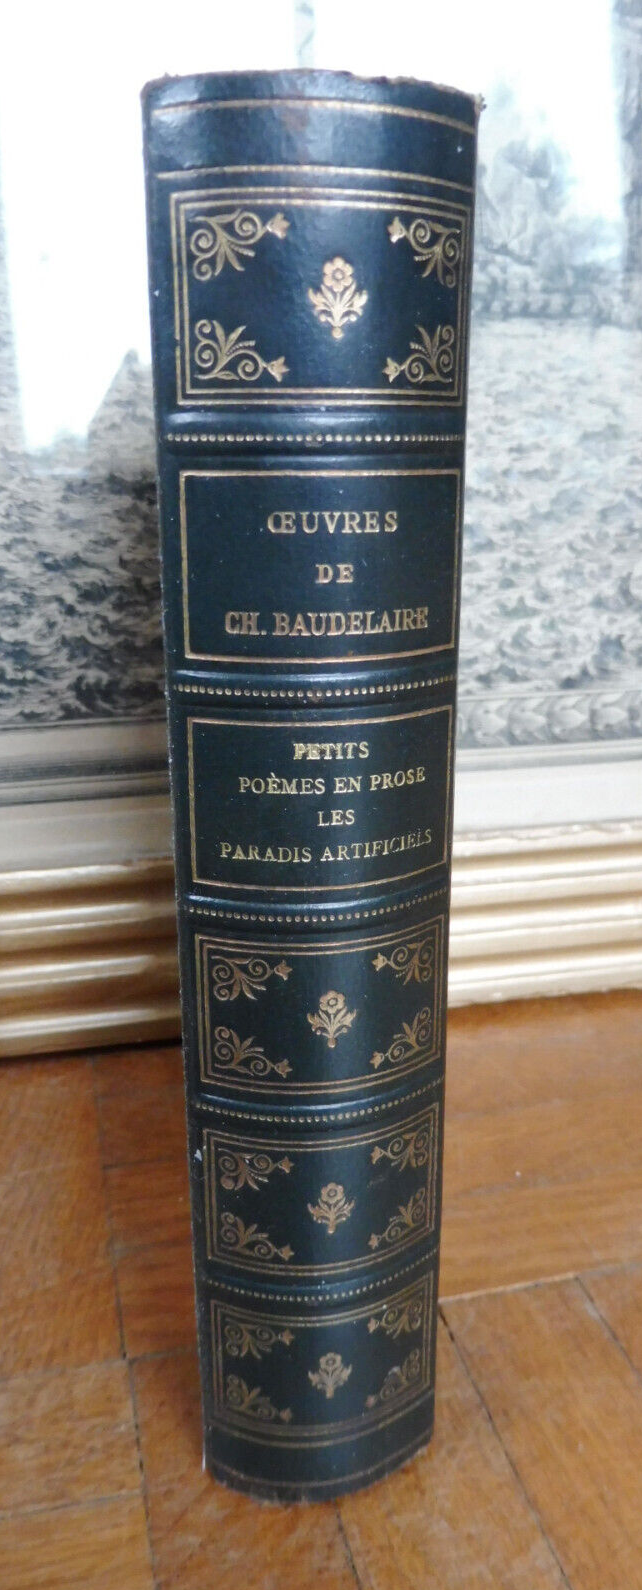 ŒUVRES
DE
CH. BAUDELAIRE
PETITS
POÈMES EN PROSE
LES
PARADIS ARTIFICIELS